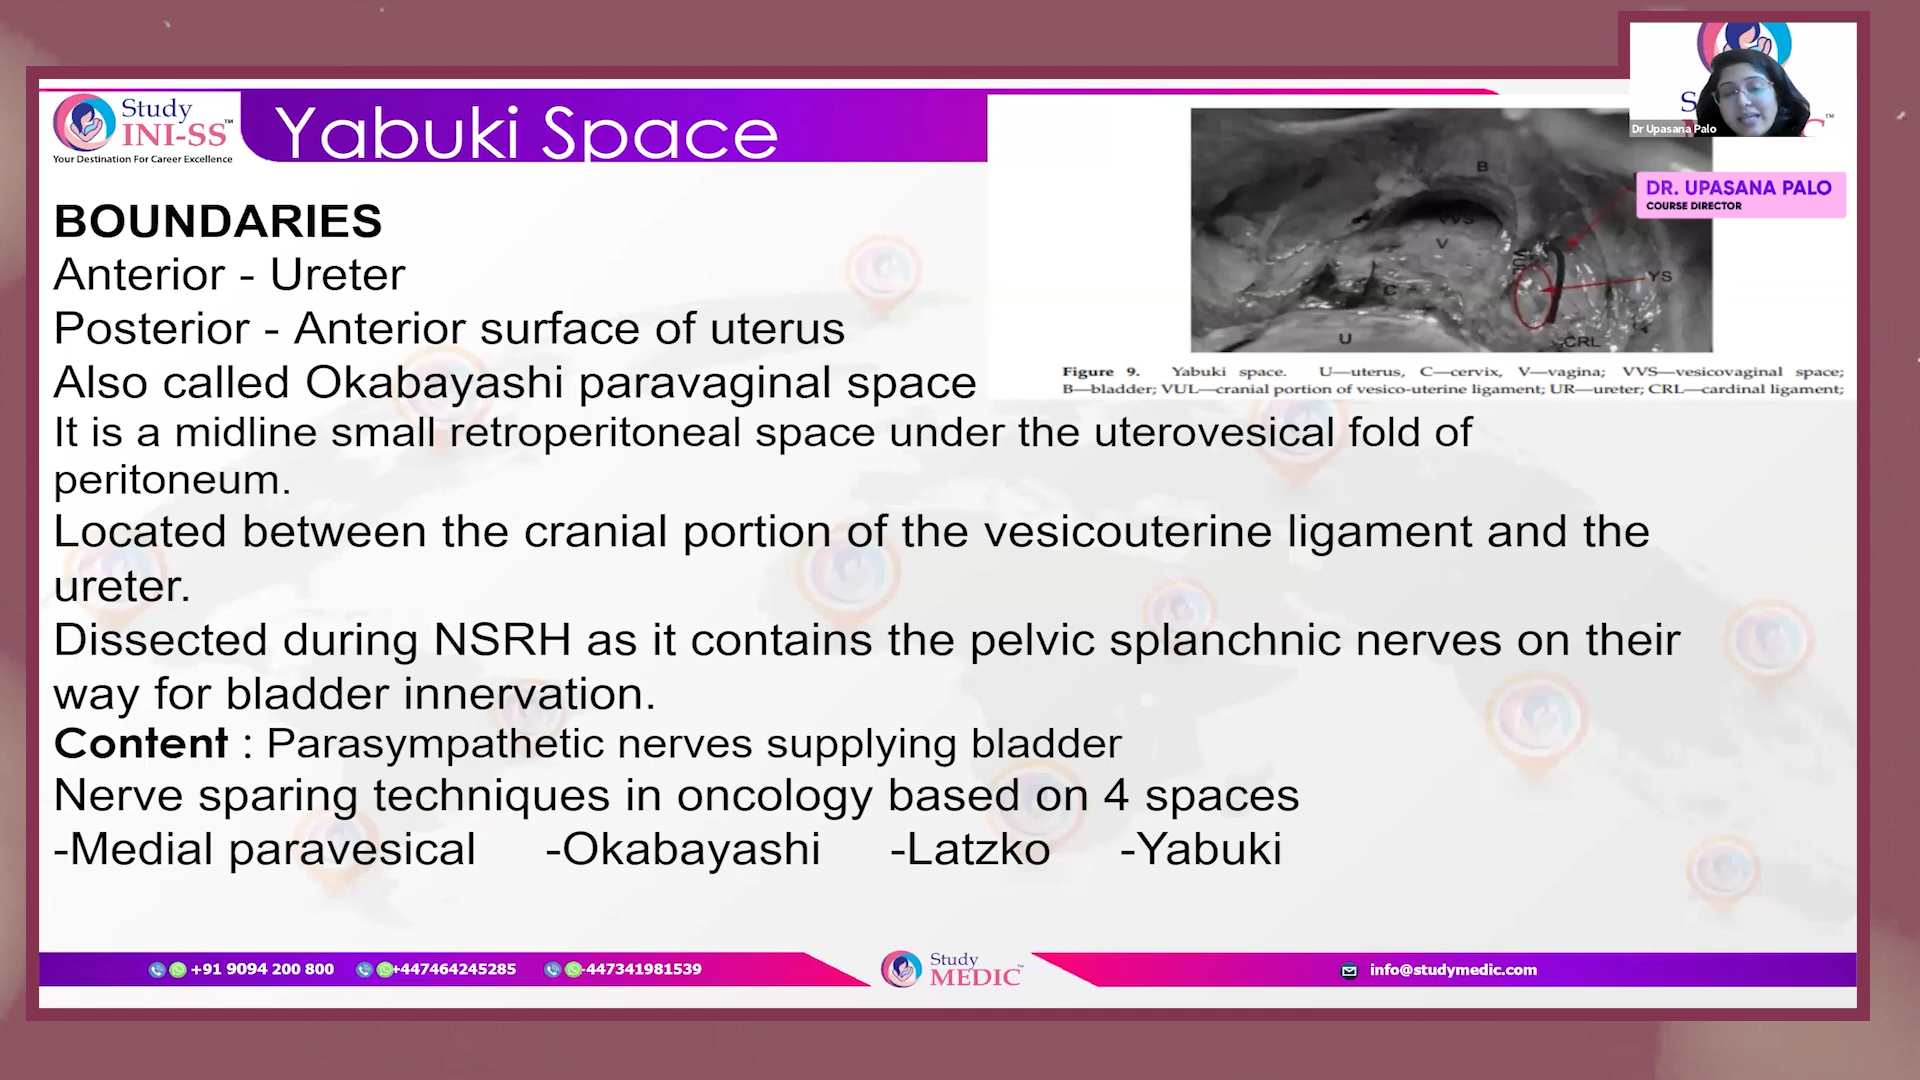 Study
INI-SS™
Your Destination For Career Excellence
Yabuki Space
Dr Upasana Palo
DR. UPASANA PALO
COURSE DIRECTOR
BOUNDARIES
Anterior - Ureter
Posterior - Anterior surface of uterus
Also called Okabayashi paravaginal space
It is a midline small retroperitoneal space under the uterovesical fold of
peritoneum.
Located between the cranial portion of the vesicouterine ligament and the
ureter.
Dissected during NSRH as it contains the pelvic splanchnic nerves on their
way for bladder innervation.
Content : Parasympathetic nerves supplying bladder
Nerve sparing techniques in oncology based on 4 spaces
-Medial paravesical -Okabayashi -Latzko -Yabuki
B
VVS
V
VUL
YS
C
U
CRL
Figure 9. Yabuki space. U—uterus, C—cervix, V—vagina; VVS—vesicovaginal space;
B—bladder; VUL—cranial portion of vesico-uterine ligament; UR—ureter; CRL—cardinal ligament;
+91 9094 200 800 +447464245285 -447341981539
Study
MEDIC™
info@studymedic.com